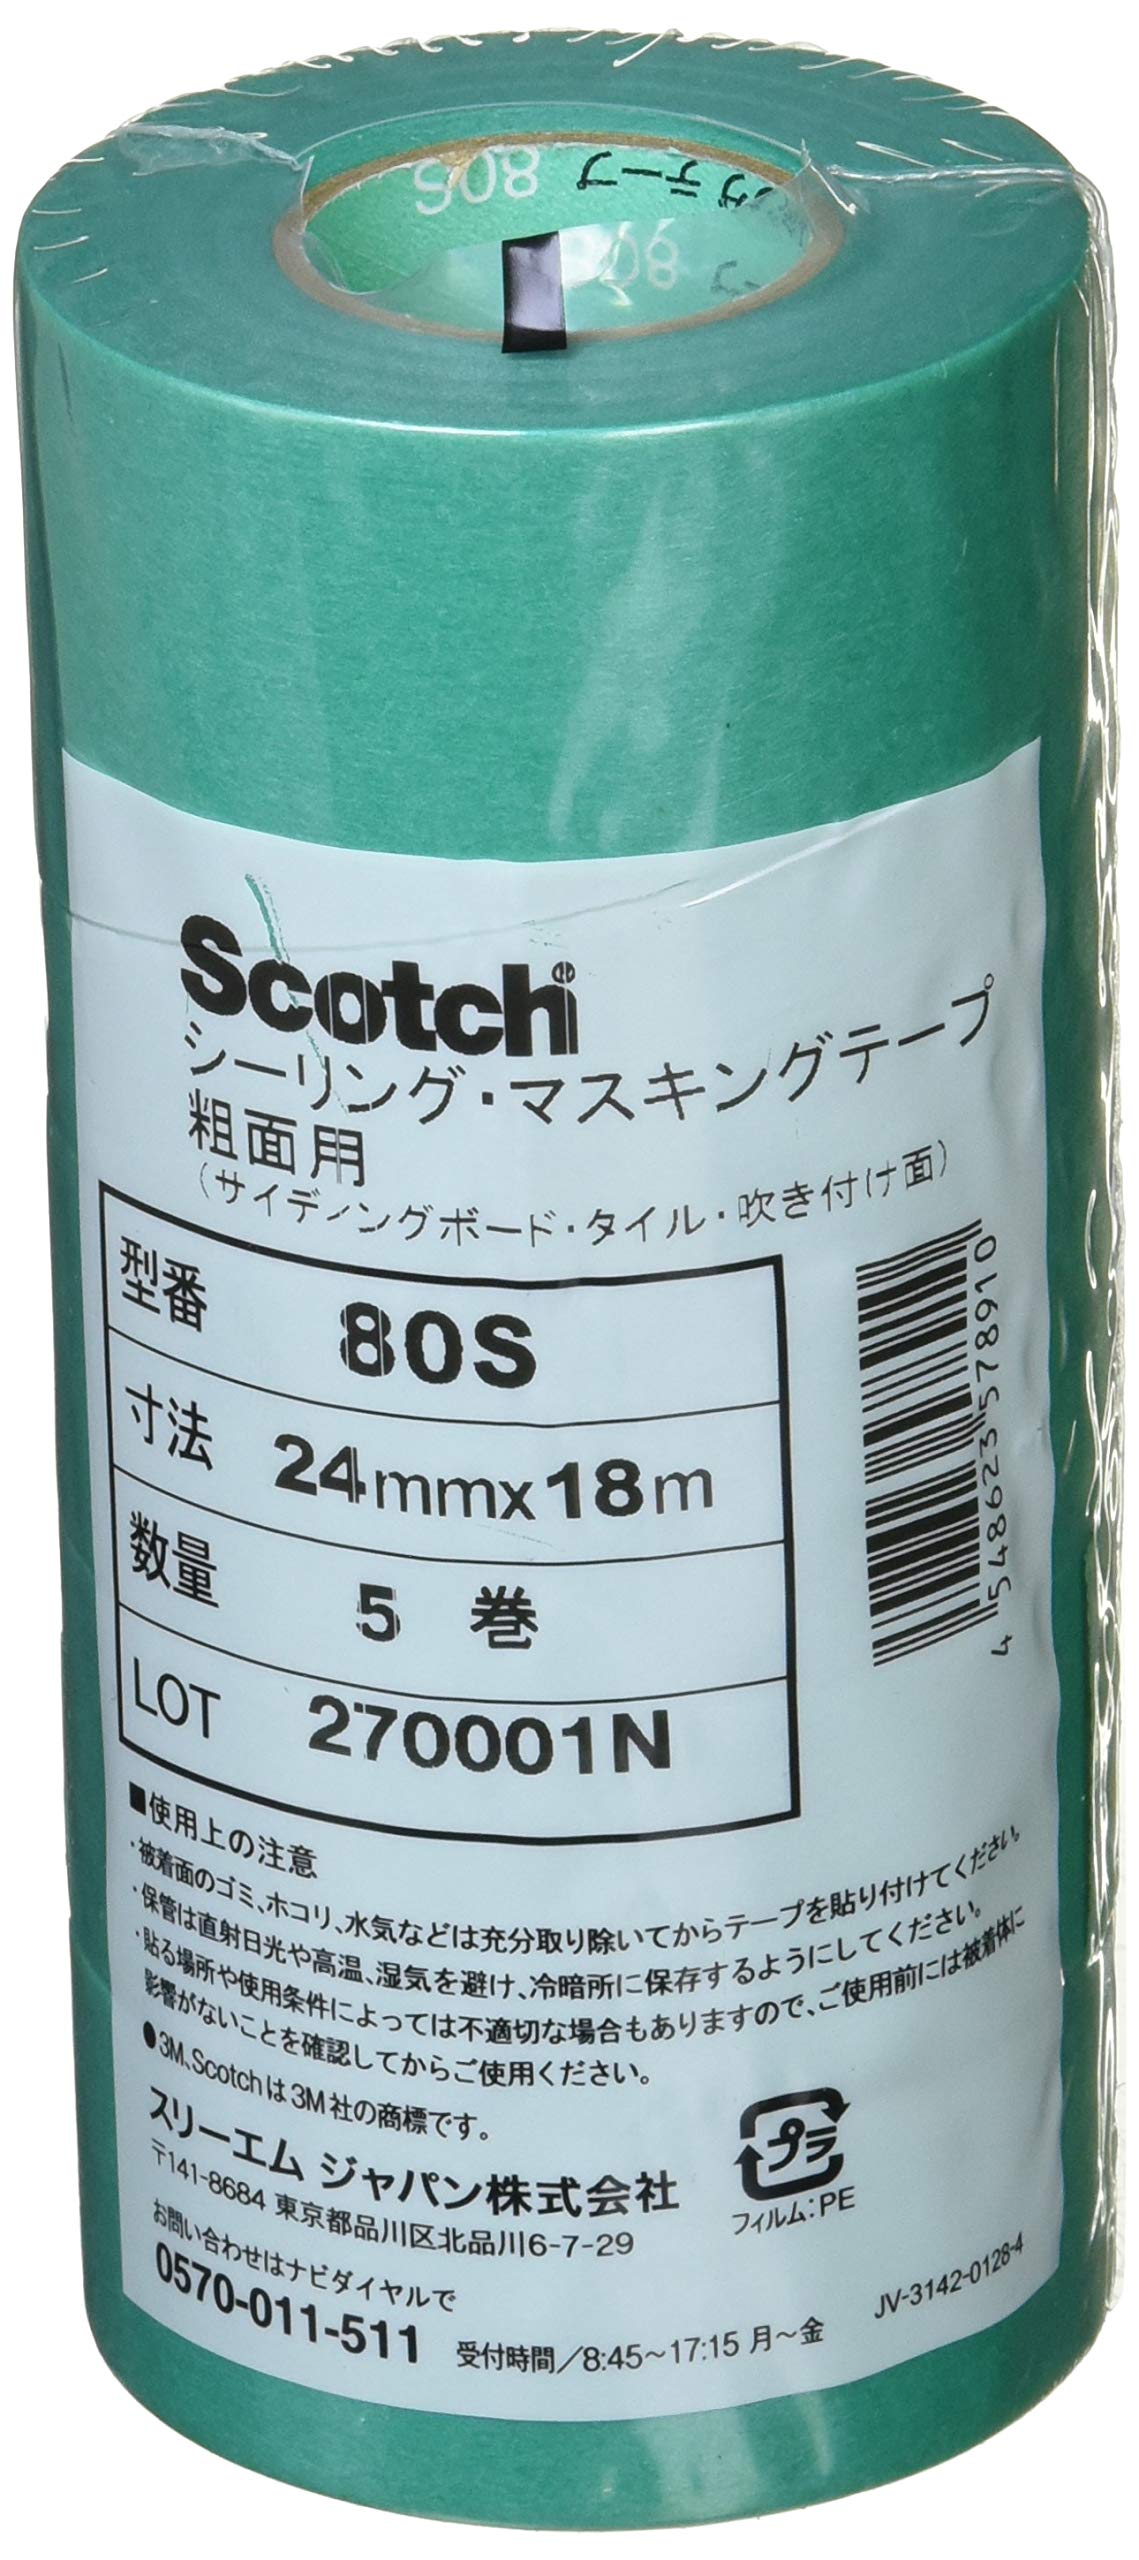 80S グテープ
80
Scotch®
シーリング・マスキングテープ
粗面用
(サイディングボード・タイル・吹き付け面)
型番 80S
寸法 24mmx18m
数量 5 巻
LOT 270001N
4 548623 578910
■使用上の注意
・被着面のゴミ、ホコリ、水気などは充分取り除いてからテープを貼り付けてください。
・保管は直射日光や高温、湿気を避け、冷暗所に保存するようにしてください。
・貼る場所や使用条件によっては不適切な場合もありますので、ご使用前には被着体に
影響がないことを確認してからご使用ください。
●3M、Scotchは3M社の商標です。
スリーエム ジャパン株式会社
〒141-8684 東京都品川区北品川6-7-29
お問い合わせはナビダイヤルで
0570-011-511 受付時間/8:45~17:15 月~金
プラ
フィルム:PE
JV-3142-0128-4